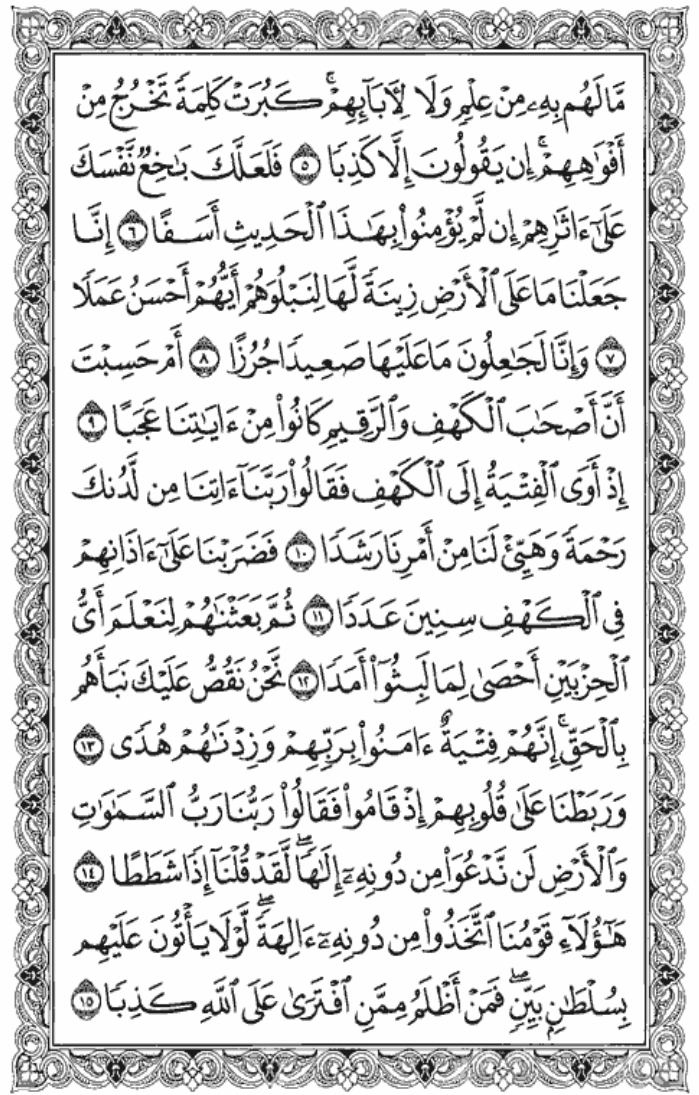 مَّا لَهُم بِهِۦ مِنْ عِلْمٍ وَلَا لِـَٔابَآئِهِمْ ۚ كَبُرَتْ كَلِمَةً تَخْرُجُ مِنْ
أَفْوَٰهِهِمْ ۚ إِن يَقُولُونَ إِلَّا كَذِبًا ٥ فَلَعَلَّكَ بَـٰخِعٌ نَّفْسَكَ
عَلَىٰٓ ءَاثَـٰرِهِمْ إِن لَّمْ يُؤْمِنُوا۟ بِهَـٰذَا ٱلْحَدِيثِ أَسَفًا ٦ إِنَّا
جَعَلْنَا مَا عَلَى ٱلْأَرْضِ زِينَةً لَّهَا لِنَبْلُوَهُمْ أَيُّهُمْ أَحْسَنُ عَمَلًا
٧ وَإِنَّا لَجَـٰعِلُونَ مَا عَلَيْهَا صَعِيدًا جُرُزًا ٨ أَمْ حَسِبْتَ
أَنَّ أَصْحَـٰبَ ٱلْكَهْفِ وَٱلرَّقِيمِ كَانُوا۟ مِنْ ءَايَـٰتِنَا عَجَبًا ٩
إِذْ أَوَى ٱلْفِتْيَةُ إِلَى ٱلْكَهْفِ فَقَالُوا۟ رَبَّنَآ ءَاتِنَا مِن لَّدُنكَ
رَحْمَةً وَهَيِّئْ لَنَا مِنْ أَمْرِنَا رَشَدًا ١٠ فَضَرَبْنَا عَلَىٰٓ ءَاذَانِهِمْ
فِى ٱلْكَهْفِ سِنِينَ عَدَدًا ١١ ثُمَّ بَعَثْنَـٰهُمْ لِنَعْلَمَ أَىُّ
ٱلْحِزْبَيْنِ أَحْصَىٰ لِمَا لَبِثُوٓا۟ أَمَدًا ١٢ نَّحْنُ نَقُصُّ عَلَيْكَ نَبَأَهُم
بِٱلْحَقِّ ۚ إِنَّهُمْ فِتْيَةٌ ءَامَنُوا۟ بِرَبِّهِمْ وَزِدْنَـٰهُمْ هُدًى ١٣
وَرَبَطْنَا عَلَىٰ قُلُوبِهِمْ إِذْ قَامُوا۟ فَقَالُوا۟ رَبُّنَا رَبُّ ٱلسَّمَـٰوَٰتِ
وَٱلْأَرْضِ لَن نَّدْعُوَا۟ مِن دُونِهِۦٓ إِلَـٰهًا ۖ لَّقَدْ قُلْنَآ إِذًا شَطَطًا ١٤
هَـٰٓؤُلَآءِ قَوْمُنَا ٱتَّخَذُوا۟ مِن دُونِهِۦٓ ءَالِهَةً ۖ لَّوْلَا يَأْتُونَ عَلَيْهِم
بِسُلْطَـٰنٍۭ بَيِّنٍ ۖ فَمَنْ أَظْلَمُ مِمَّنِ ٱفْتَرَىٰ عَلَى ٱللَّهِ كَذِبًا ١٥